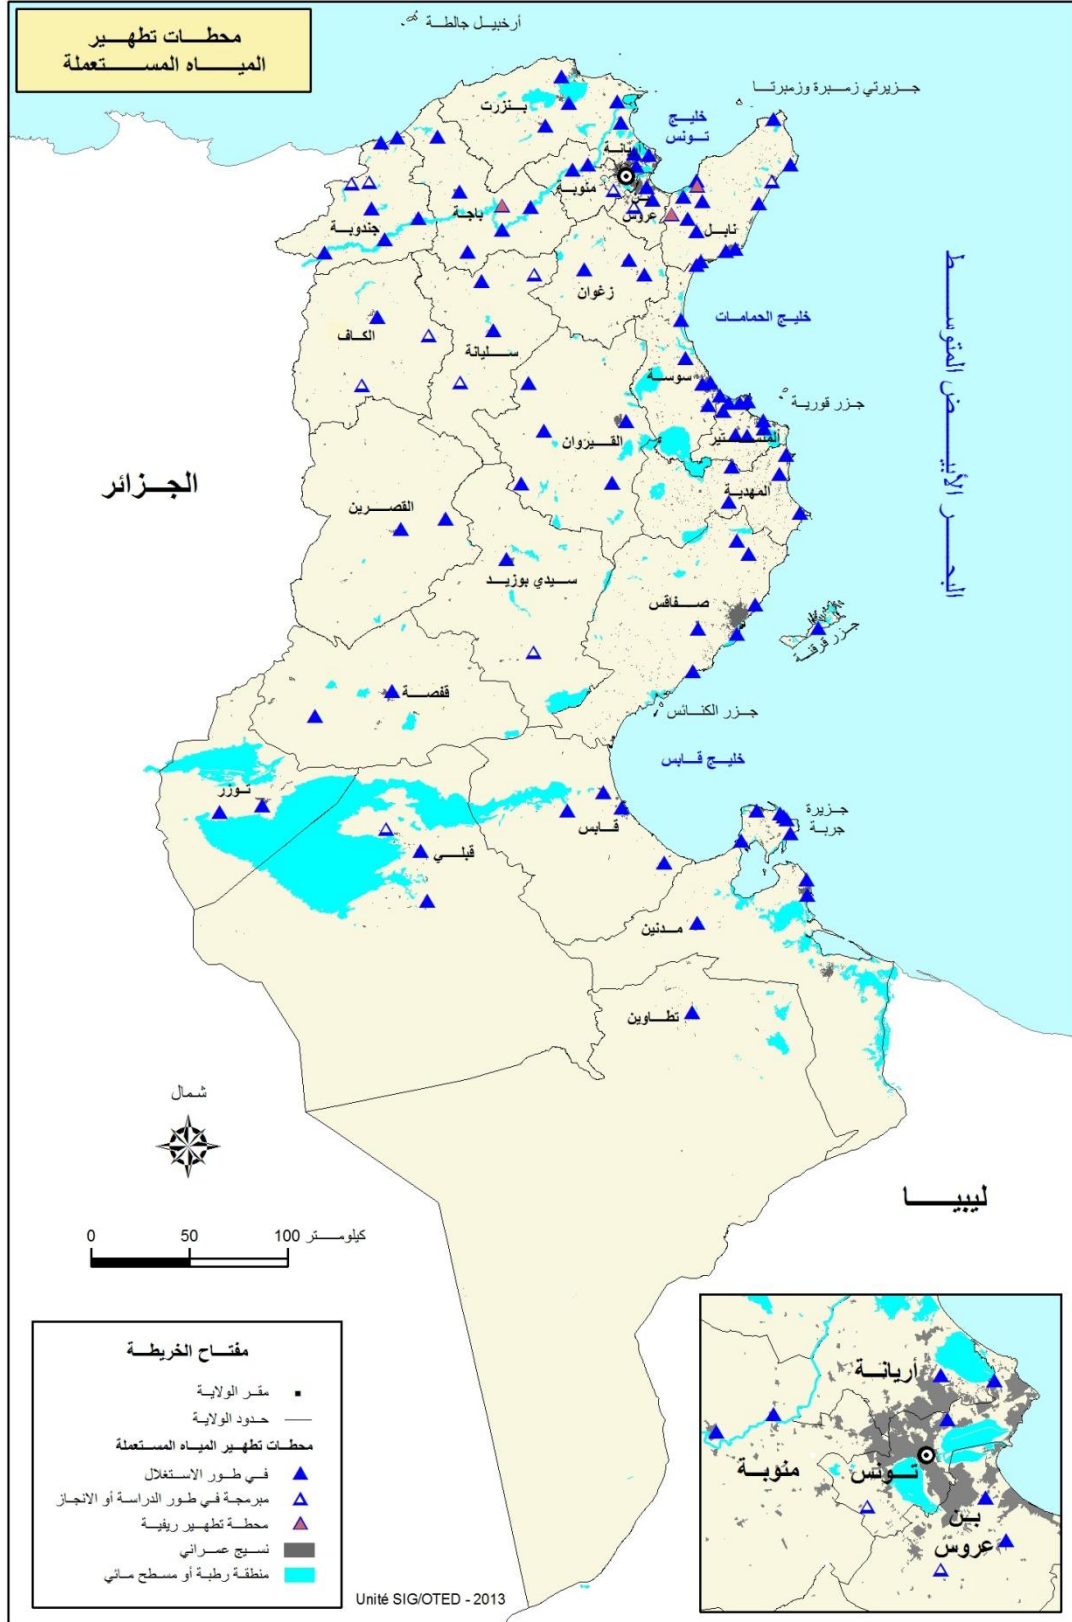 محطات تطهير
المياه المستعملة
أرخبيل جالطة
جزيرتي زمبرة وزمبرتا
خليج
تونس
بنزرت
أريانة
منوبة
بن
عروس
باجة
نابل
جندوبة
زغوان
خليج الحمامات
الكاف
سليانة
سوسة
جزر قورية
القيروان
المنستير
البحر الأبيض المتوسط
الجزائر
المهدية
القصرين
سيدي بوزيد
صفاقس
جزر قرقنة
قفصة
جزر الكنائس
خليج قابس
توزر
جزيرة
جربة
قابس
قبلي
مدنين
تطاوين
شمال
ليبيا
0 50 100 كيلومتر
مفتاح الخريطة
مقر الولاية
حدود الولاية
محطات تطهير المياه المستعملة
في طور الاستغلال
مبرمجة في طور الدراسة أو الانجاز
محطة تطهير ريفية
نسيج عمراني
منطقة رطبة أو مسطح مائي
Unité SIG/OTED - 2013
أريانة
منوبة
تونس
بن
عروس